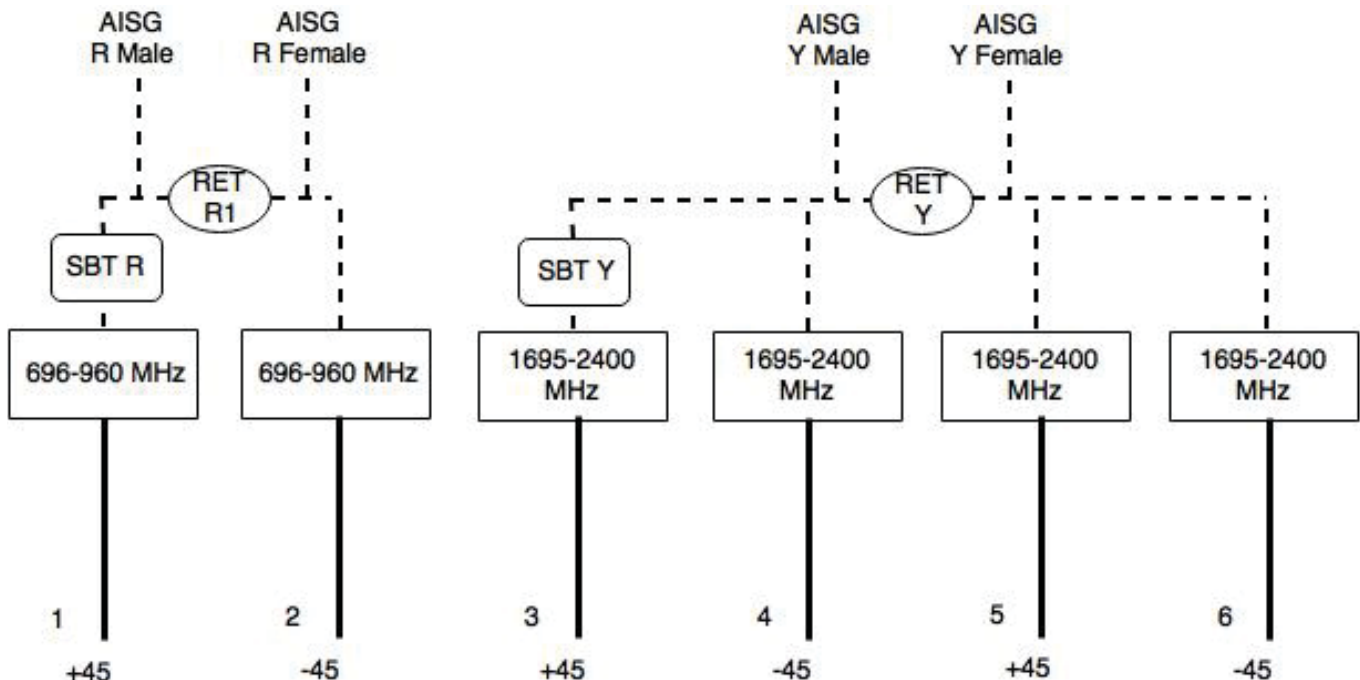 AISG
R Male
AISG
R Female
AISG
Y Male
AISG
Y Female
RET
R1
RET
Y
SBT R
SBT Y
696-960 MHz
696-960 MHz
1695-2400
MHz
1695-2400
MHz
1695-2400
MHz
1695-2400
MHz
1
2
3
4
5
6
+45
-45
+45
-45
+45
-45